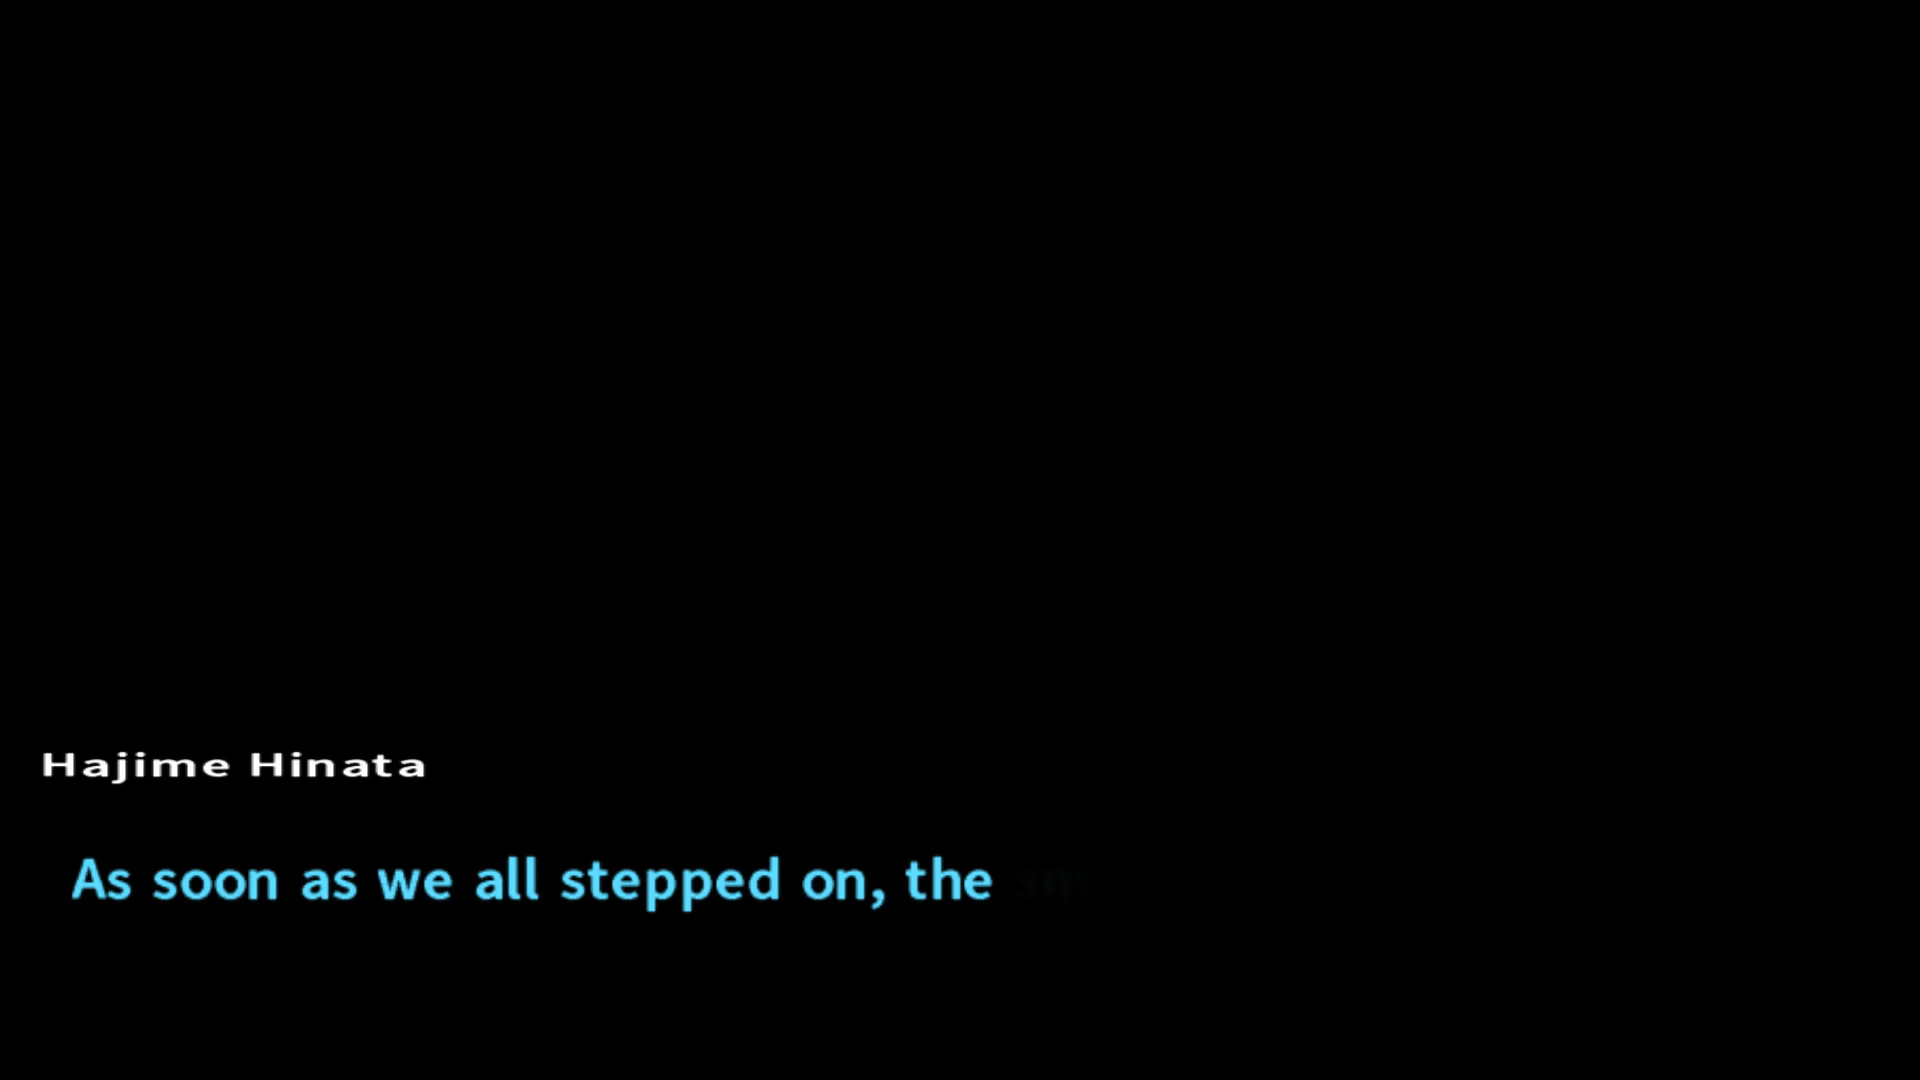 Hajime Hinata
As soon as we all stepped on, the